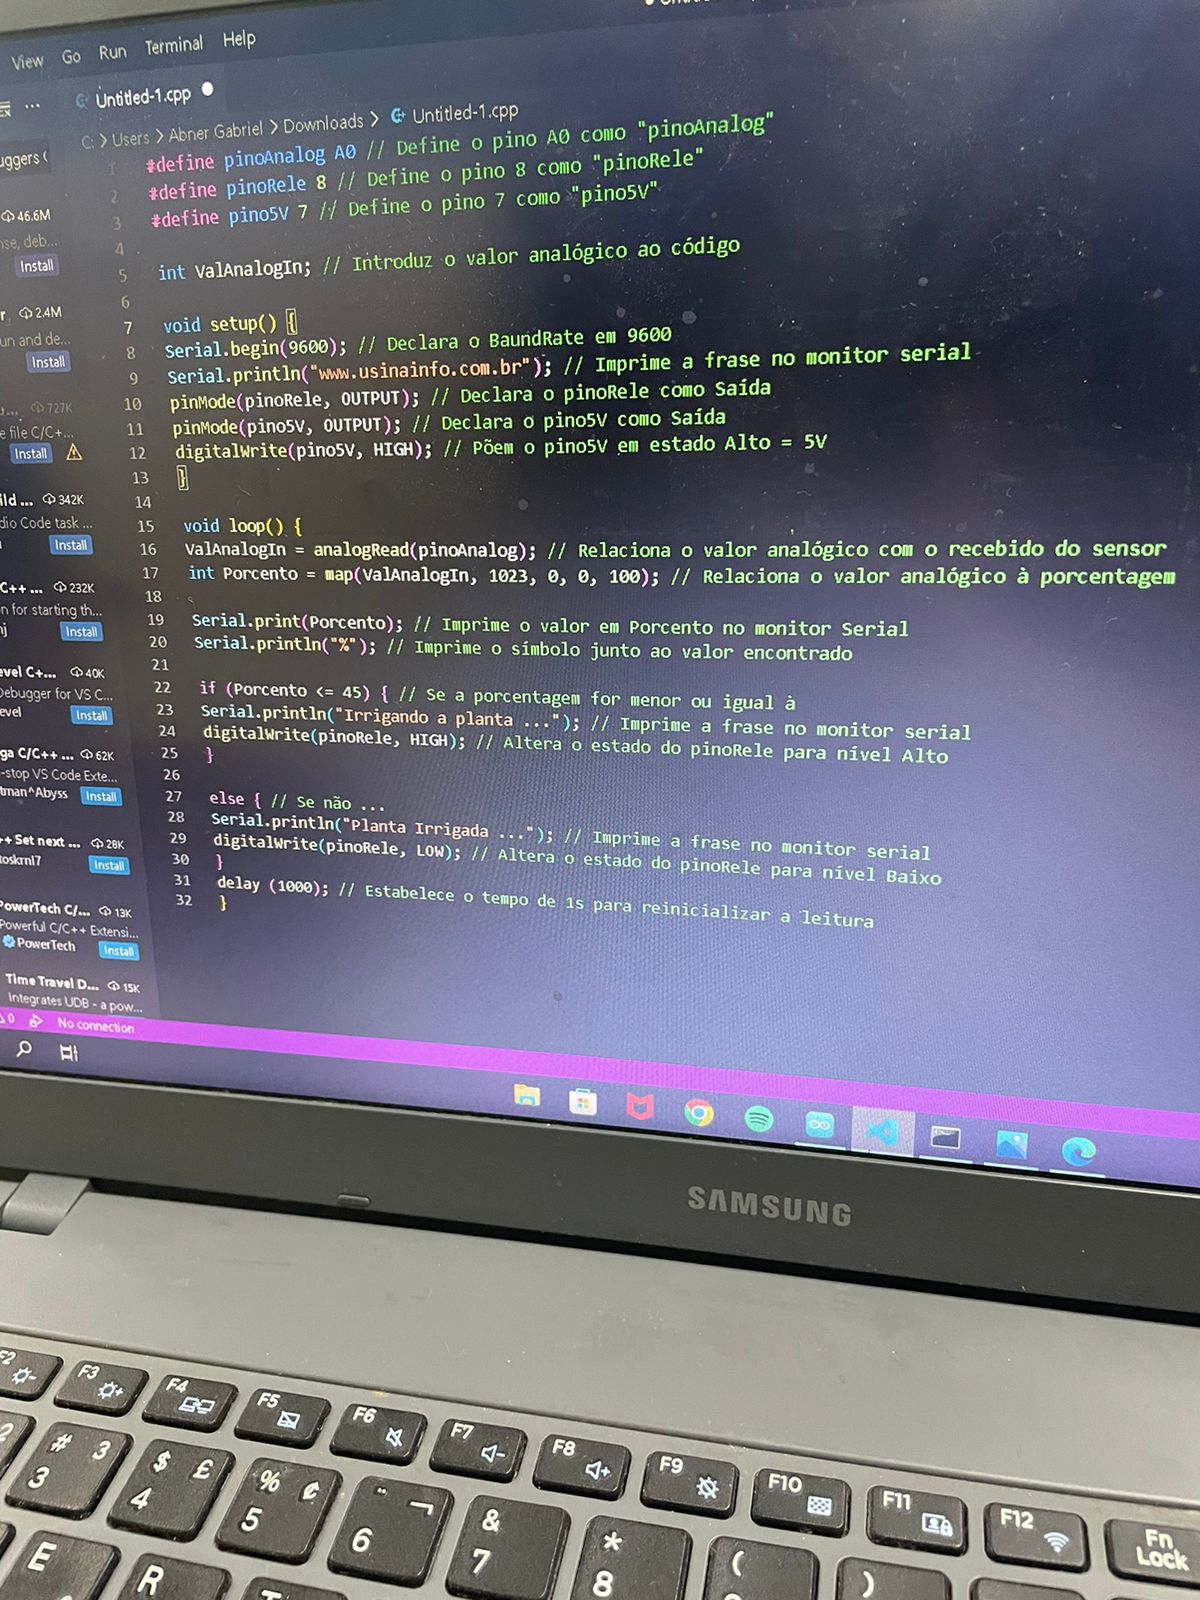 View Go Run Terminal Help
... Untitled-1.cpp
C: > Users > Abner Gabriel > Downloads > Untitled-1.cpp
1 #define pinoAnalog A0 // Define o pino A0 como "pinoAnalog"
2 #define pinoRele 8 // Define o pino 8 como "pinoRele"
3 #define pino5V 7 // Define o pino 7 como "pino5V"
4
5 int ValAnalogIn; // Introduz o valor analógico ao código
6
7 void setup() {
8 Serial.begin(9600); // Declara o BaundRate em 9600
9 Serial.println("www.usinainfo.com.br"); // Imprime a frase no monitor serial
10 pinMode(pinoRele, OUTPUT); // Declara o pinoRele como Saída
11 pinMode(pino5V, OUTPUT); // Declara o pino5V como Saída
12 digitalWrite(pino5V, HIGH); // Põem o pino5V em estado Alto = 5V
13 }
14
15 void loop() {
16 ValAnalogIn = analogRead(pinoAnalog); // Relaciona o valor analógico com o recebido do sensor
17 int Porcento = map(ValAnalogIn, 1023, 0, 0, 100); // Relaciona o valor analógico à porcentagem
18
19 Serial.print(Porcento); // Imprime o valor em Porcento no monitor Serial
20 Serial.println("%"); // Imprime o símbolo junto ao valor encontrado
21
22 if (Porcento <= 45) { // Se a porcentagem for menor ou igual à
23 Serial.println("Irrigando a planta ..."); // Imprime a frase no monitor serial
24 digitalWrite(pinoRele, HIGH); // Altera o estado do pinoRele para nível Alto
25 }
26
27 else { // Se não ...
28 Serial.println("Planta Irrigada ..."); // Imprime a frase no monitor serial
29 digitalWrite(pinoRele, LOW); // Altera o estado do pinoRele para nível Baixo
30 }
31 delay (1000); // Estabelece o tempo de 1s para reinicializar a leitura
32 }
uggers (
46.6M
nse, deb...
Install
r 2.4M
un and de...
Install
727K
e file C/C+...
Install
ild ... 342K
dio Code task ...
Install
C++ ... 232K
n for starting th...
nj Install
evel C+... 40K
Debugger for VS C...
evel Install
ga C/C++ ... 62K
-stop VS Code Exte...
tman^Abyss Install
++ Set next ... 28K
toskrnl7 Install
PowerTech C/... 13K
Powerful C/C++ Extensi...
PowerTech Install
Time Travel D... 15K
Integrates UDB - a pow...
0 No connection
SAMSUNG
F2 F3 F4 F5 F6 F7 F8 F9 F10 F11 F12 Fn Lock
2 # 3 3 $ £ 4 % ¢ 5 ¨ ¬ 6 & 7 * 8 ( )
E R T